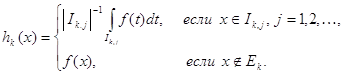 h_k(x) = { |I_{k,j}|^{-1} ∫_{I_{k,j}} f(t)dt, если x ∈ I_{k,j}, j = 1,2,...,
f(x), если x ∉ E_k.